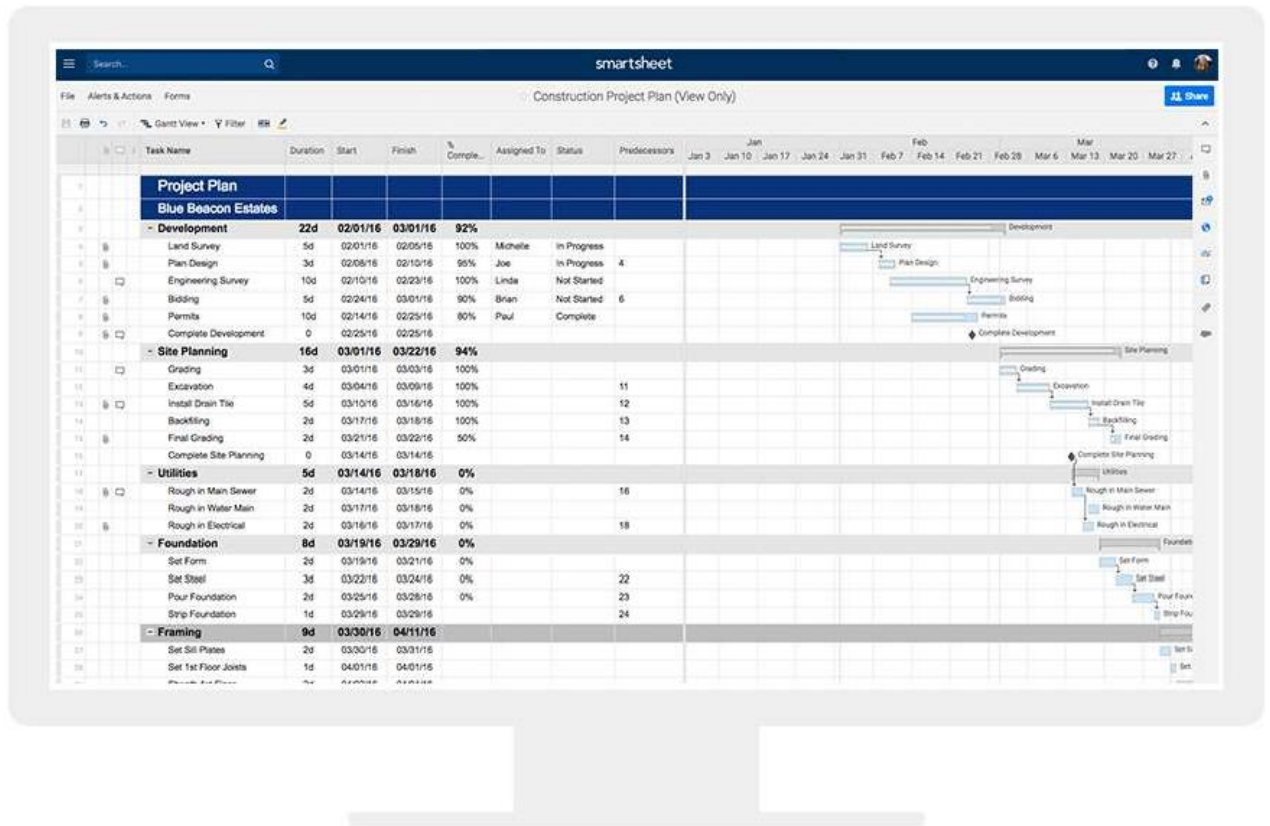 Search...
smartsheet
File Alerts & Actions Forms
Construction Project Plan (View Only)
Share
Gantt View Filter
Task Name Duration Start Finish % Comple... Assigned To Status Predecessors
Jan Feb Mar
Jan 3 Jan 10 Jan 17 Jan 24 Jan 31 Feb 7 Feb 14 Feb 21 Feb 28 Mar 6 Mar 13 Mar 20 Mar 27
Project Plan
Blue Beacon Estates
Development 22d 02/01/16 03/01/16 92% Development
Land Survey 5d 02/01/16 02/05/16 100% Michelle In Progress Land Survey
Plan Design 3d 02/08/16 02/10/16 95% Joe In Progress 4 Plan Design
Engineering Survey 10d 02/10/16 02/23/16 100% Linda Not Started Engineering Survey
Bidding 5d 02/24/16 03/01/16 90% Brian Not Started 6 Bidding
Permits 10d 02/14/16 02/25/16 80% Paul Complete Permits
Complete Development 0 02/25/16 02/25/16 Complete Development
Site Planning 16d 03/01/16 03/22/16 94% Site Planning
Grading 3d 03/01/16 03/03/16 100% Grading
Excavation 4d 03/04/16 03/09/16 100% 11 Excavation
Install Drain Tile 5d 03/10/16 03/16/16 100% 12 Install Drain Tile
Backfilling 2d 03/17/16 03/18/16 100% 13 Backfilling
Final Grading 2d 03/21/16 03/22/16 50% 14 Final Grading
Complete Site Planning 0 03/14/16 03/14/16 Complete Site Planning
Utilities 5d 03/14/16 03/18/16 0% Utilities
Rough in Main Sewer 2d 03/14/16 03/15/16 0% 16 Rough in Main Sewer
Rough in Water Main 2d 03/17/16 03/18/16 0% Rough in Water Main
Rough in Electrical 2d 03/16/16 03/17/16 0% 18 Rough in Electrical
Foundation 8d 03/19/16 03/29/16 0% Foundati
Set Form 2d 03/19/16 03/21/16 0% Set Form
Set Steel 3d 03/22/16 03/24/16 0% 22 Set Steel
Pour Foundation 2d 03/25/16 03/28/16 0% 23 Pour Foun
Strip Foundation 1d 03/29/16 03/29/16 24 Strip Fou
Framing 9d 03/30/16 04/11/16
Set Sill Plates 2d 03/30/16 03/31/16 Set S
Set 1st Floor Joists 1d 04/01/16 04/01/16 Set